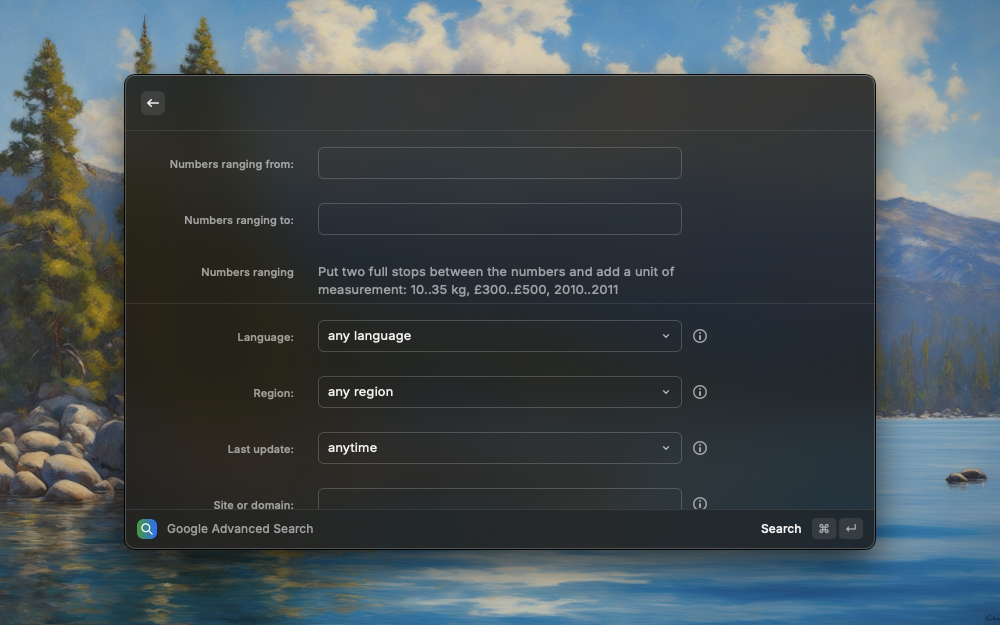 Numbers ranging from:
Numbers ranging to:
Numbers ranging
Put two full stops between the numbers and add a unit of
measurement: 10..35 kg, £300..£500, 2010..2011
Language:
any language
Region:
any region
Last update:
anytime
Site or domain:
Google Advanced Search
Search ⌘ ↵